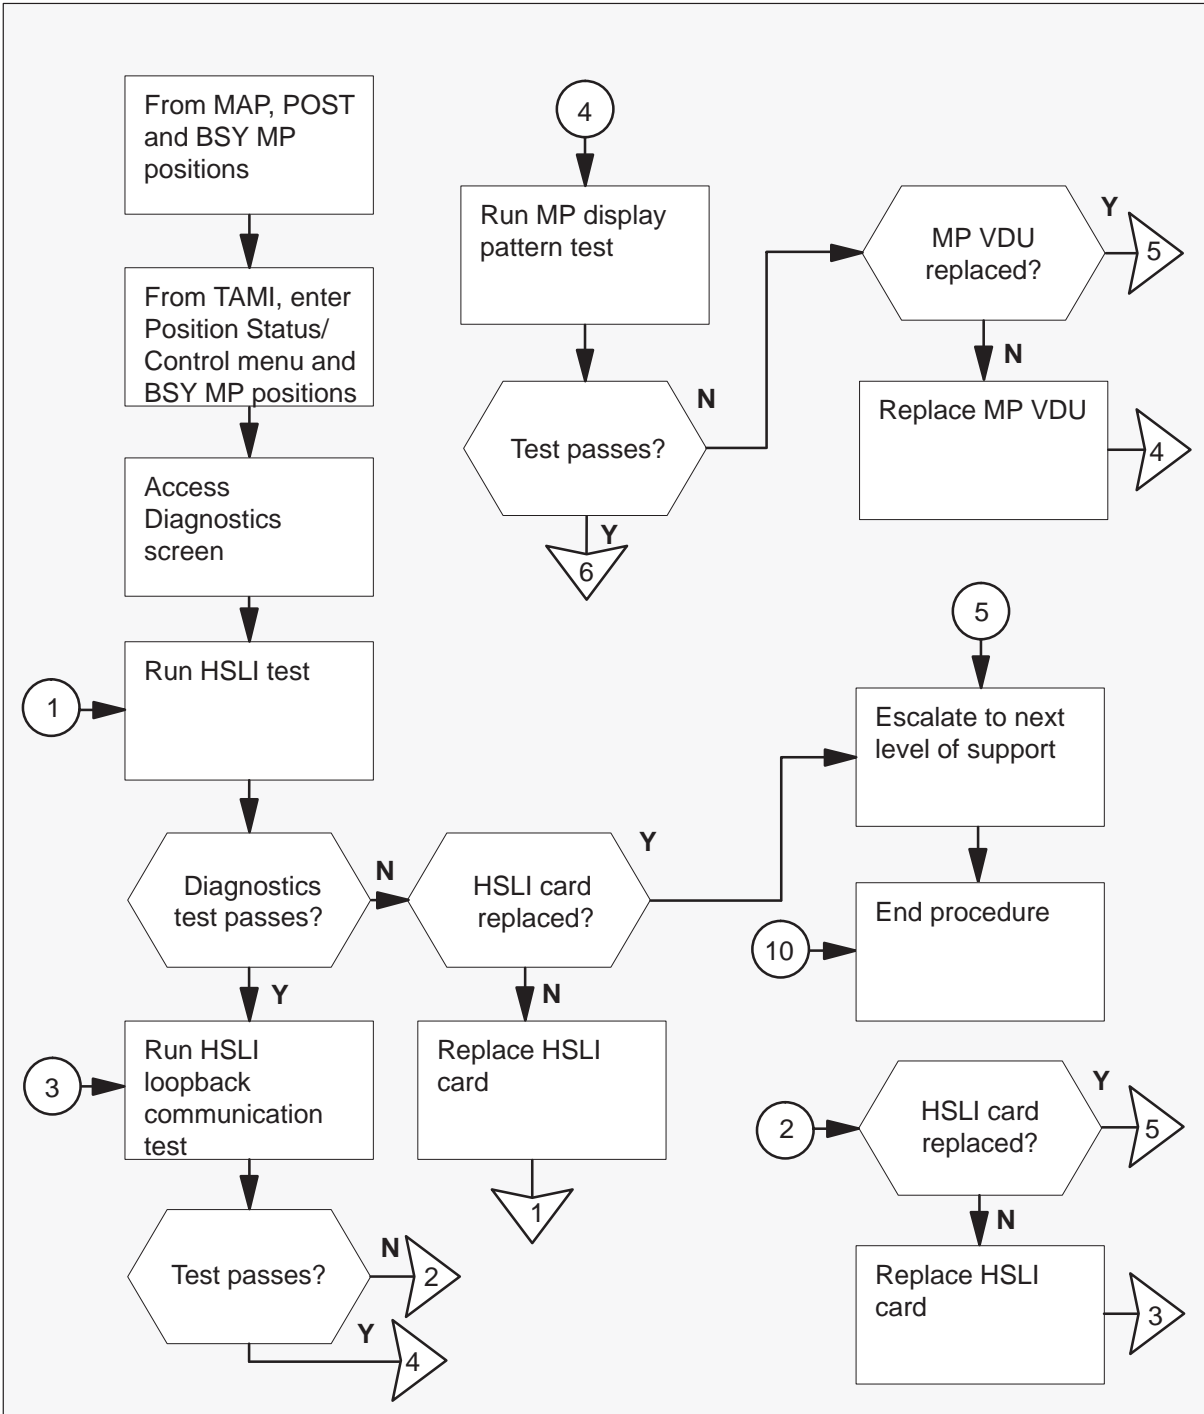 From MAP, POST
and BSY MP
positions
From TAMI, enter
Position Status/
Control menu and
BSY MP positions
Access
Diagnostics
screen
1
Run HSLI test
Diagnostics
test passes?
N
Y
HSLI card
replaced?
Y
N
Replace HSLI
card
1
3
Run HSLI
loopback
communication
test
Test passes?
N
2
Y
4
4
Run MP display
pattern test
Test passes?
N
Y
6
MP VDU
replaced?
Y
5
N
Replace MP VDU
4
5
Escalate to next
level of support
10
End procedure
2
HSLI card
replaced?
Y
5
N
Replace HSLI
card
3